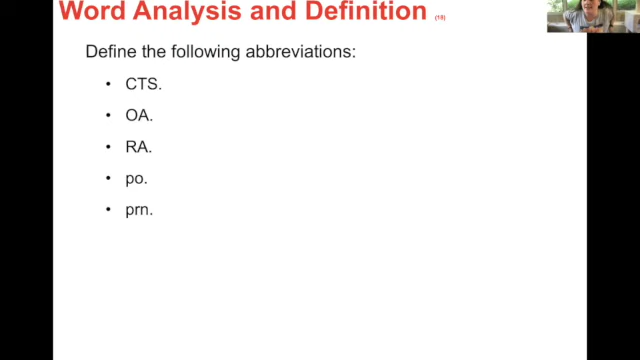 Word Analysis and Definition (18)
Define the following abbreviations:
• CTS.
• OA.
• RA.
• po.
• prn.